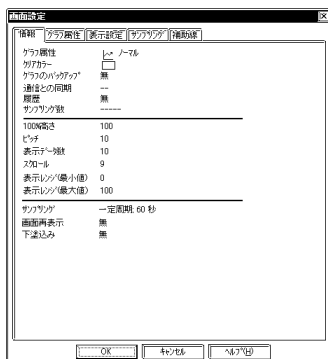 画面設定
情報 グラフ属性 表示設定 サンプリング 補助線
グラフ属性 ノーマル
クリアカラー
グラフのバックアップ 無
通信との同期 --
履歴 無
サンプリング数 -----
100%高さ 100
ピッチ 10
表示データ数 10
スクロール 9
表示レンジ(最小値) 0
表示レンジ(最大値) 100
サンプリング 一定周期: 60 秒
画面再表示 無
下塗込み 無
OK キャンセル ヘルプ(H)